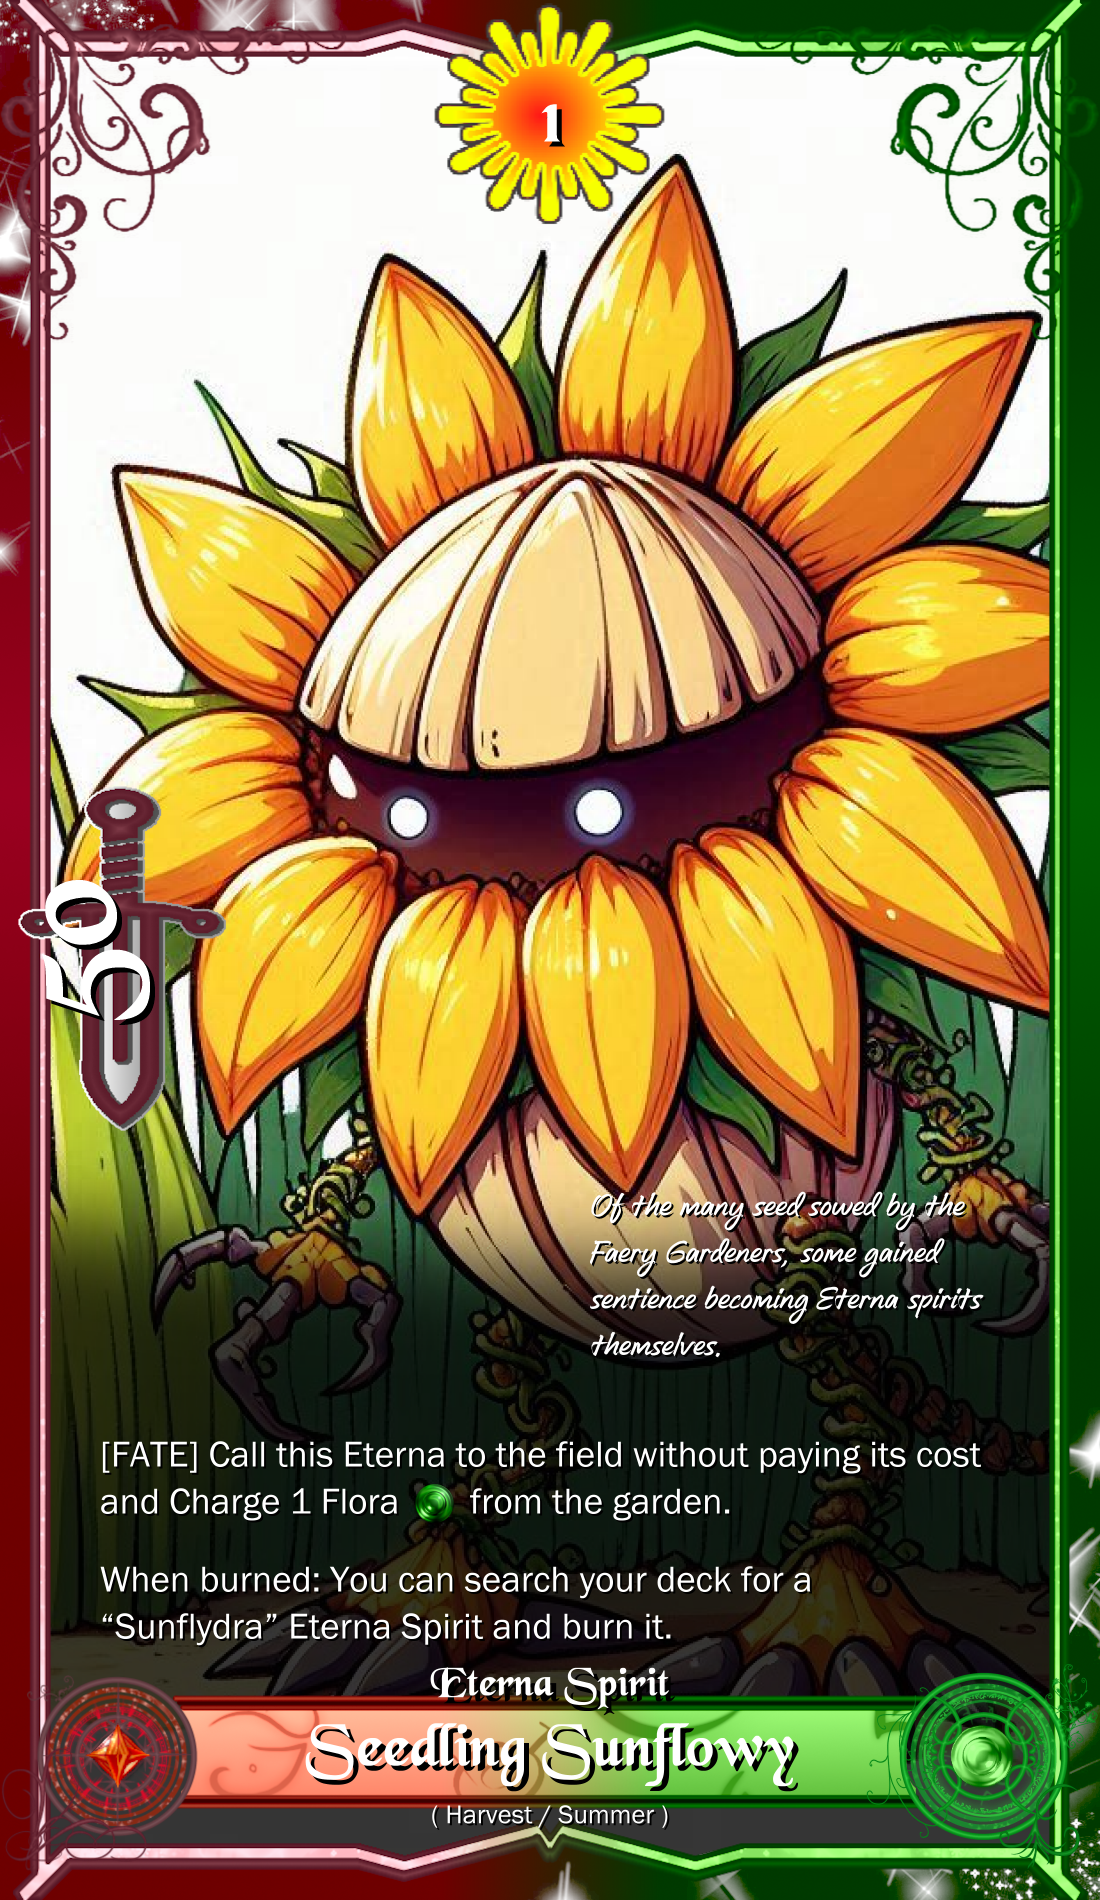 1
50
Of the many seed sowed by the
Faery Gardeners, some gained
sentience becoming Eterna spirits
themselves.
[FATE] Call this Eterna to the field without paying its cost
and Charge 1 Flora from the garden.
When burned: You can search your deck for a
“Sunflydra” Eterna Spirit and burn it.
Eterna Spirit
Seedling Sunflowy
( Harvest / Summer )